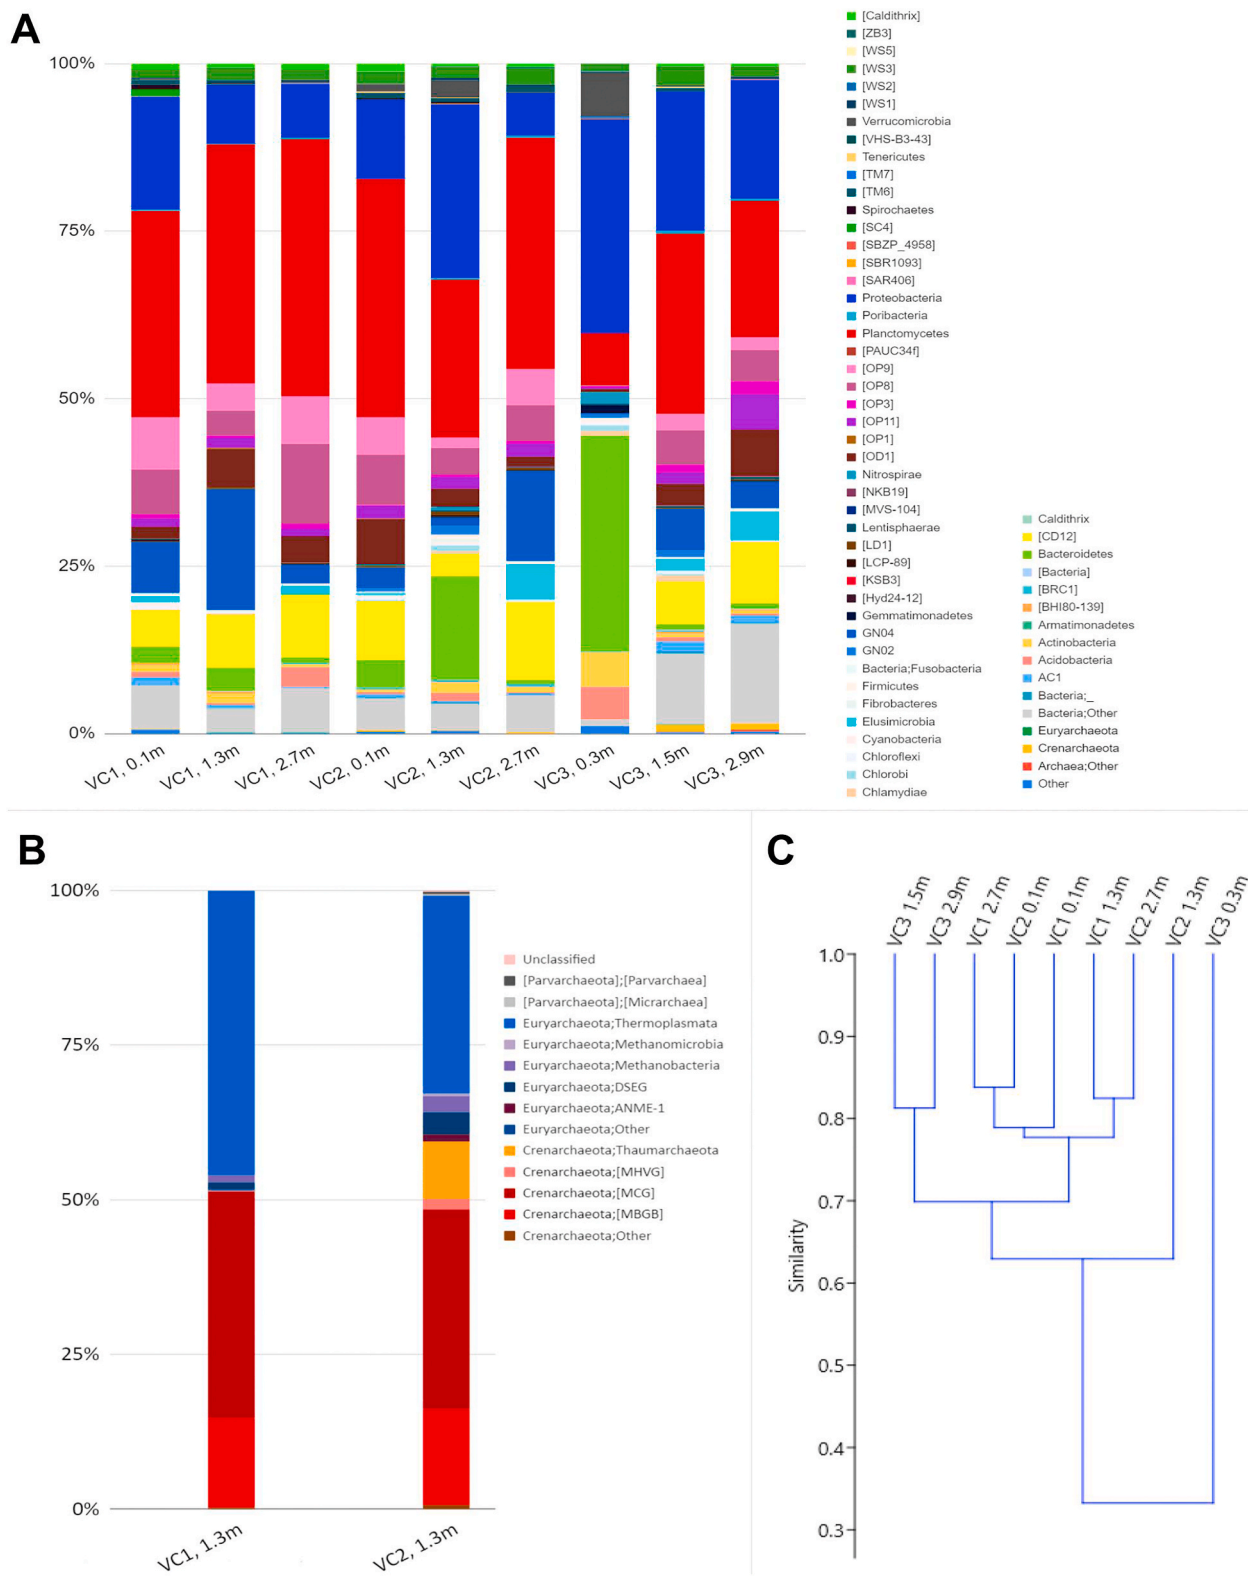 A
100%
75%
50%
25%
0%
VC1, 0.1m
VC1, 1.3m
VC1, 2.7m
VC2, 0.1m
VC2, 1.3m
VC2, 2.7m
VC3, 0.3m
VC3, 1.5m
VC3, 2.9m
[Caldithrix]
[ZB3]
[WS5]
[WS3]
[WS2]
[WS1]
Verrucomicrobia
[VHS-B3-43]
Tenericutes
[TM7]
[TM6]
Spirochaetes
[SC4]
[SBZP_4958]
[SBR1093]
[SAR406]
Proteobacteria
Poribacteria
Planctomycetes
[PAUC34f]
[OP9]
[OP8]
[OP3]
[OP11]
[OP1]
[OD1]
Nitrospirae
[NKB19]
[MVS-104]
Lentisphaerae
[LD1]
[LCP-89]
[KSB3]
[Hyd24-12]
Gemmatimonadetes
GN04
GN02
Bacteria;Fusobacteria
Firmicutes
Fibrobacteres
Elusimicrobia
Cyanobacteria
Chloroflexi
Chlorobi
Chlamydiae
Caldithrix
[CD12]
Bacteroidetes
[Bacteria]
[BRC1]
[BHI80-139]
Armatimonadetes
Actinobacteria
Acidobacteria
AC1
Bacteria;_
Bacteria;Other
Euryarchaeota
Crenarchaeota
Archaea;Other
Other
B
100%
75%
50%
25%
0%
VC1, 1.3m
VC2, 1.3m
Unclassified
[Parvarchaeota];[Parvarchaea]
[Parvarchaeota];[Micrarchaea]
Euryarchaeota;Thermoplasmata
Euryarchaeota;Methanomicrobia
Euryarchaeota;Methanobacteria
Euryarchaeota;DSEG
Euryarchaeota;ANME-1
Euryarchaeota;Other
Crenarchaeota;Thaumarchaeota
Crenarchaeota;[MHVG]
Crenarchaeota;[MCG]
Crenarchaeota;[MBGB]
Crenarchaeota;Other
C
VC3 1.5m
VC3 2.9m
VC1 2.7m
VC2 0.1m
VC1 0.1m
VC1 1.3m
VC2 2.7m
VC2 1.3m
VC3 0.3m
1.0
0.9
0.8
0.7
0.6
0.5
0.4
0.3
Similarity